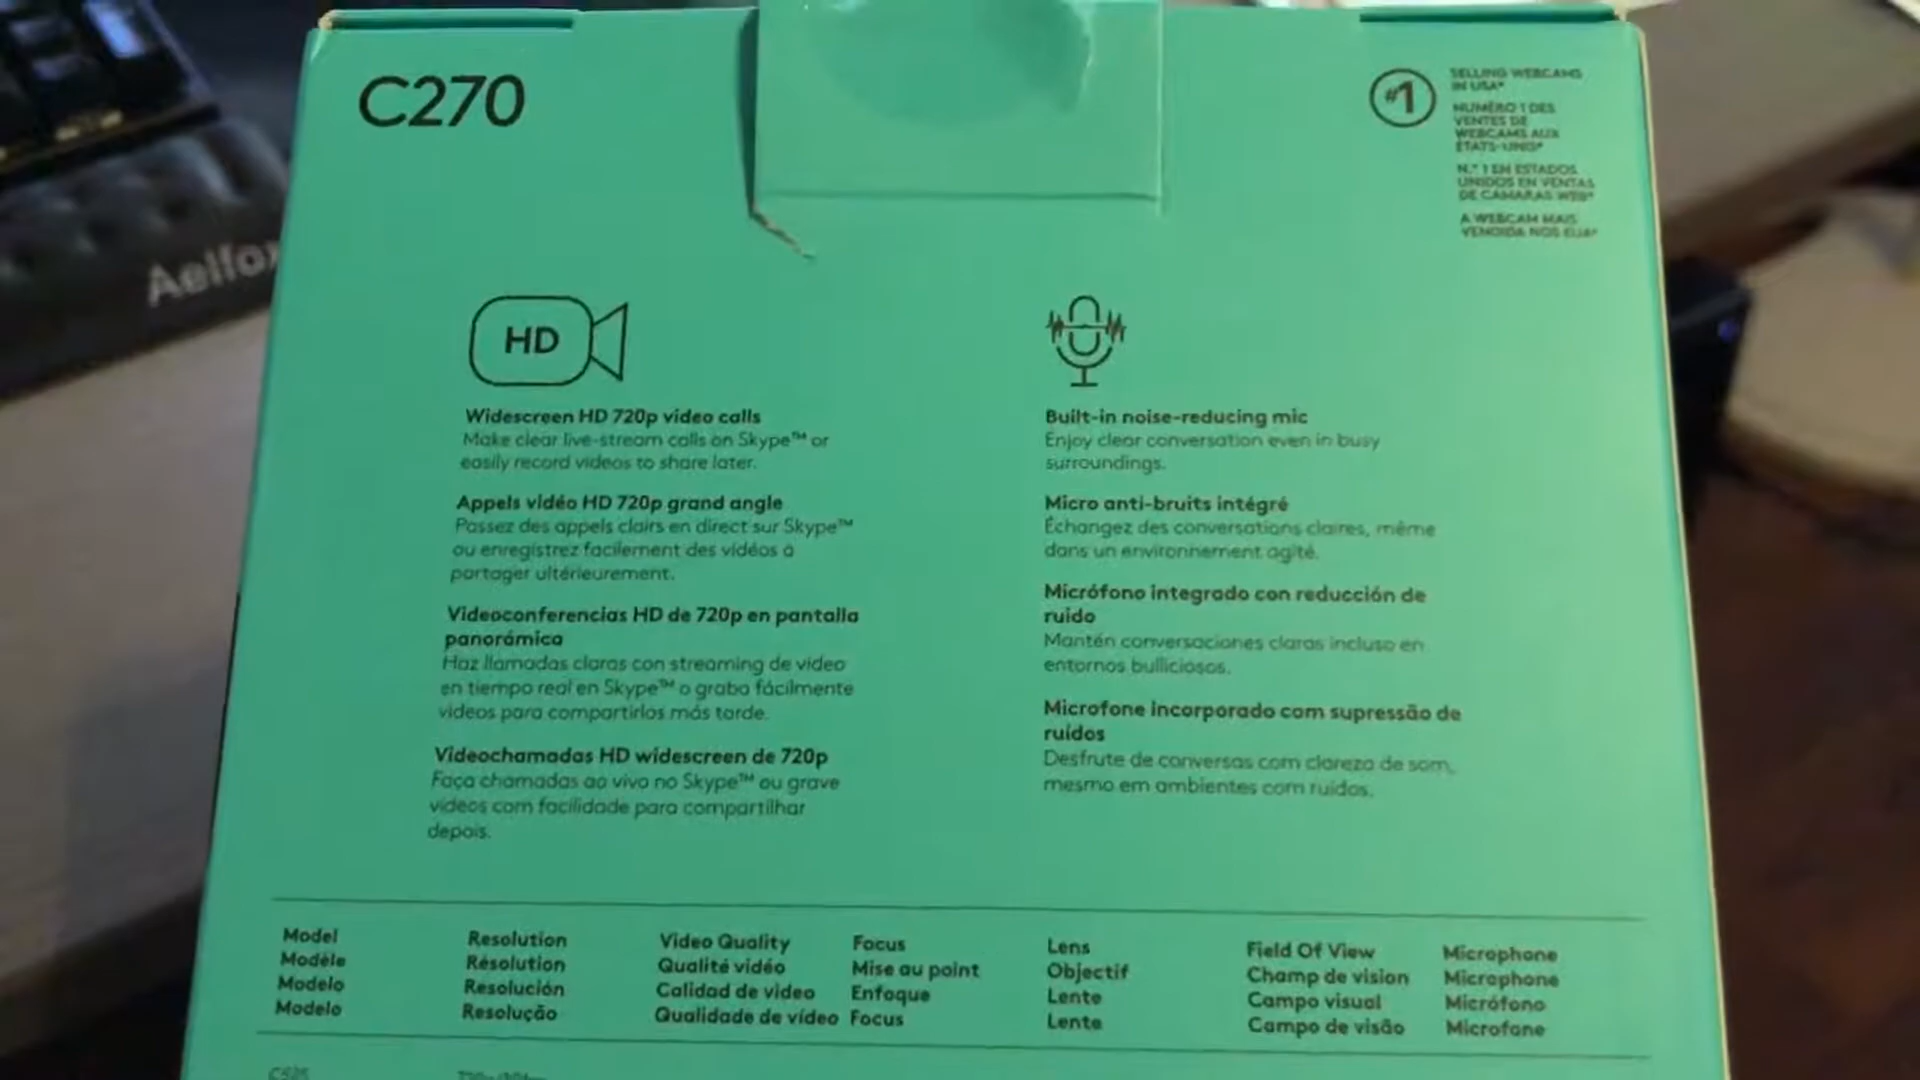 C270
#1
SELLING WEBCAMS
IN USA*
NUMÉRO 1 DES
VENTES DE
WEBCAMS AUX
ÉTATS-UNIS*
N.° 1 EN ESTADOS
UNIDOS EN VENTAS
DE CÁMARAS WEB*
A WEBCAM MAIS
VENDIDA NOS EUA*
Aelfox
HD
Widescreen HD 720p video calls
Make clear live-stream calls on Skype™ or
easily record videos to share later.
Appels vidéo HD 720p grand angle
Passez des appels clairs en direct sur Skype™
ou enregistrez facilement des vidéos à
partager ultérieurement.
Videoconferencias HD de 720p en pantalla
panorámica
Haz llamadas claras con streaming de video
en tiempo real en Skype™ o graba fácilmente
videos para compartirlos más tarde.
Videochamadas HD widescreen de 720p
Faça chamadas ao vivo no Skype™ ou grave
vídeos com facilidade para compartilhar
depois.
Built-in noise-reducing mic
Enjoy clear conversation even in busy
surroundings.
Micro anti-bruits intégré
Échangez des conversations claires, même
dans un environnement agité.
Micrófono integrado con reducción de
ruido
Mantén conversaciones claras incluso en
entornos bulliciosos.
Microfone incorporado com supressão de
ruídos
Desfrute de conversas com clareza de som,
mesmo em ambientes com ruídos.
Model Resolution Video Quality Focus Lens Field Of View Microphone
Modèle Résolution Qualité vidéo Mise au point Objectif Champ de vision Microphone
Modelo Resolución Calidad de video Enfoque Lente Campo visual Micrófono
Modelo Resolução Qualidade de vídeo Focus Lente Campo de visão Microfone